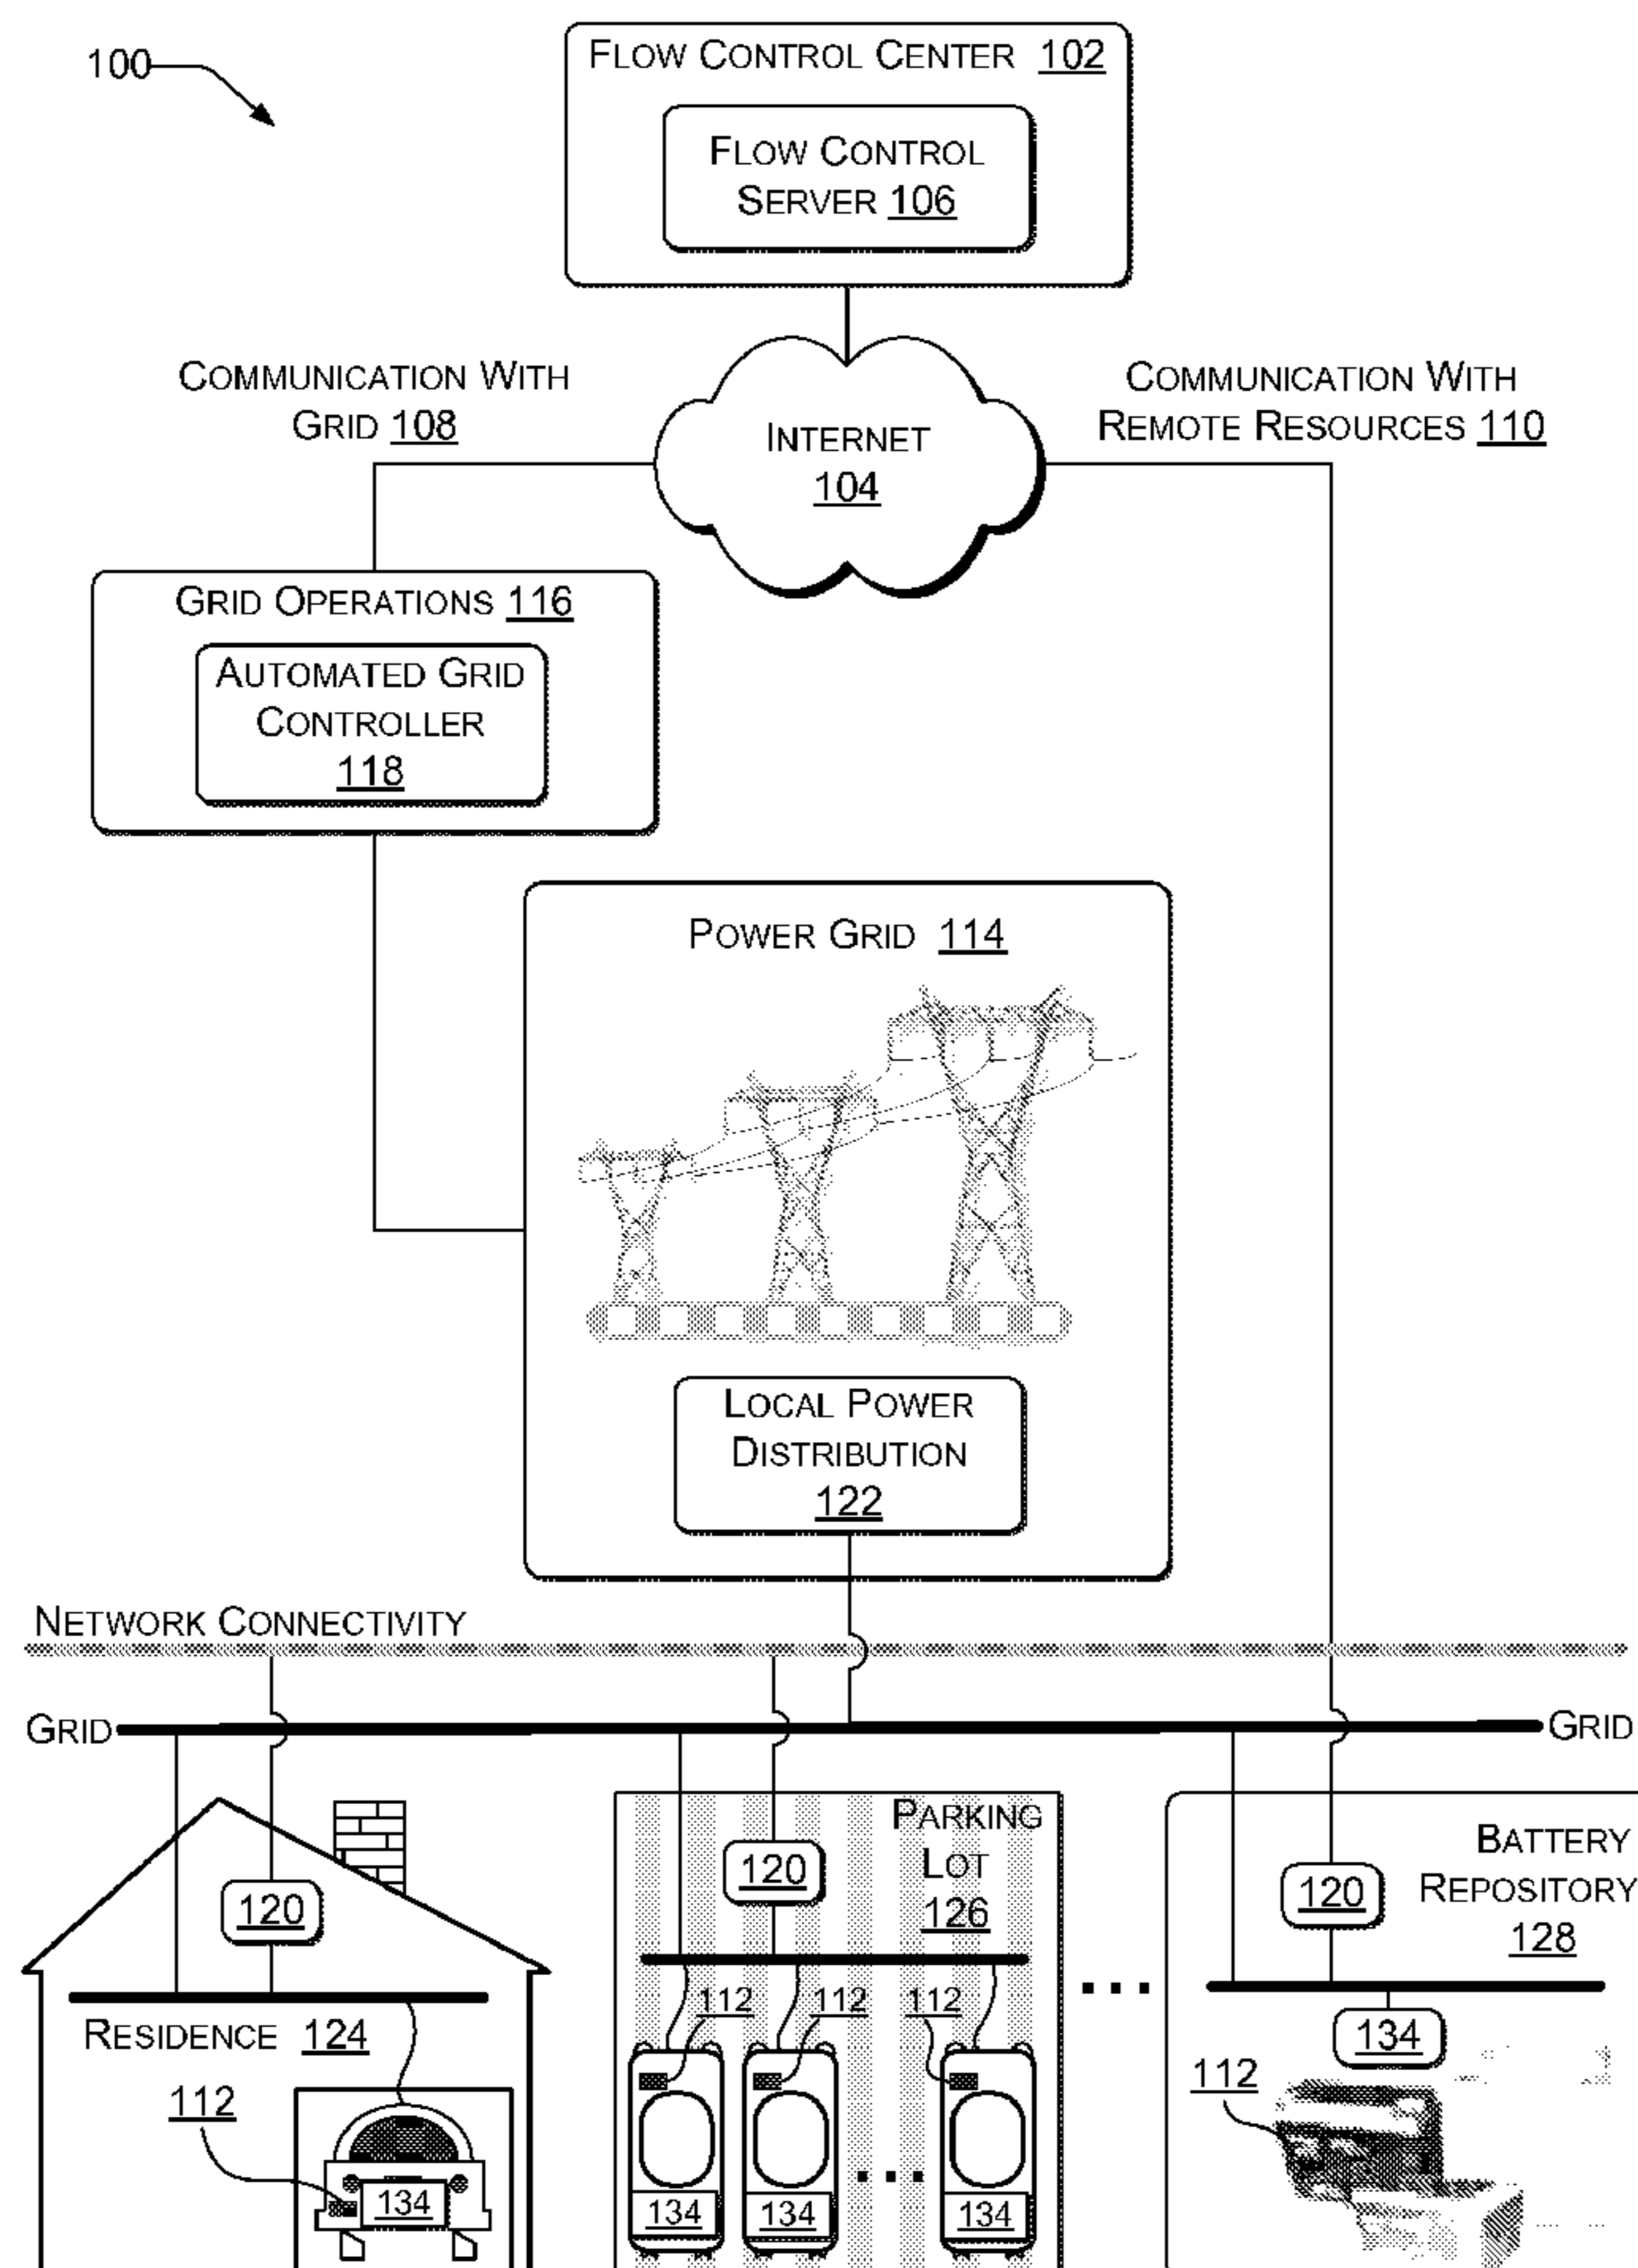 100
FLOW CONTROL CENTER 102
FLOW CONTROL
SERVER 106
COMMUNICATION WITH
GRID 108
INTERNET
104
COMMUNICATION WITH
REMOTE RESOURCES 110
GRID OPERATIONS 116
AUTOMATED GRID
CONTROLLER
118
POWER GRID 114
LOCAL POWER
DISTRIBUTION
122
NETWORK CONNECTIVITY
GRID
GRID
120
RESIDENCE 124
112
134
PARKING
LOT
126
120
112 112 112
134 134 134
BATTERY
REPOSITORY
128
120
134
112